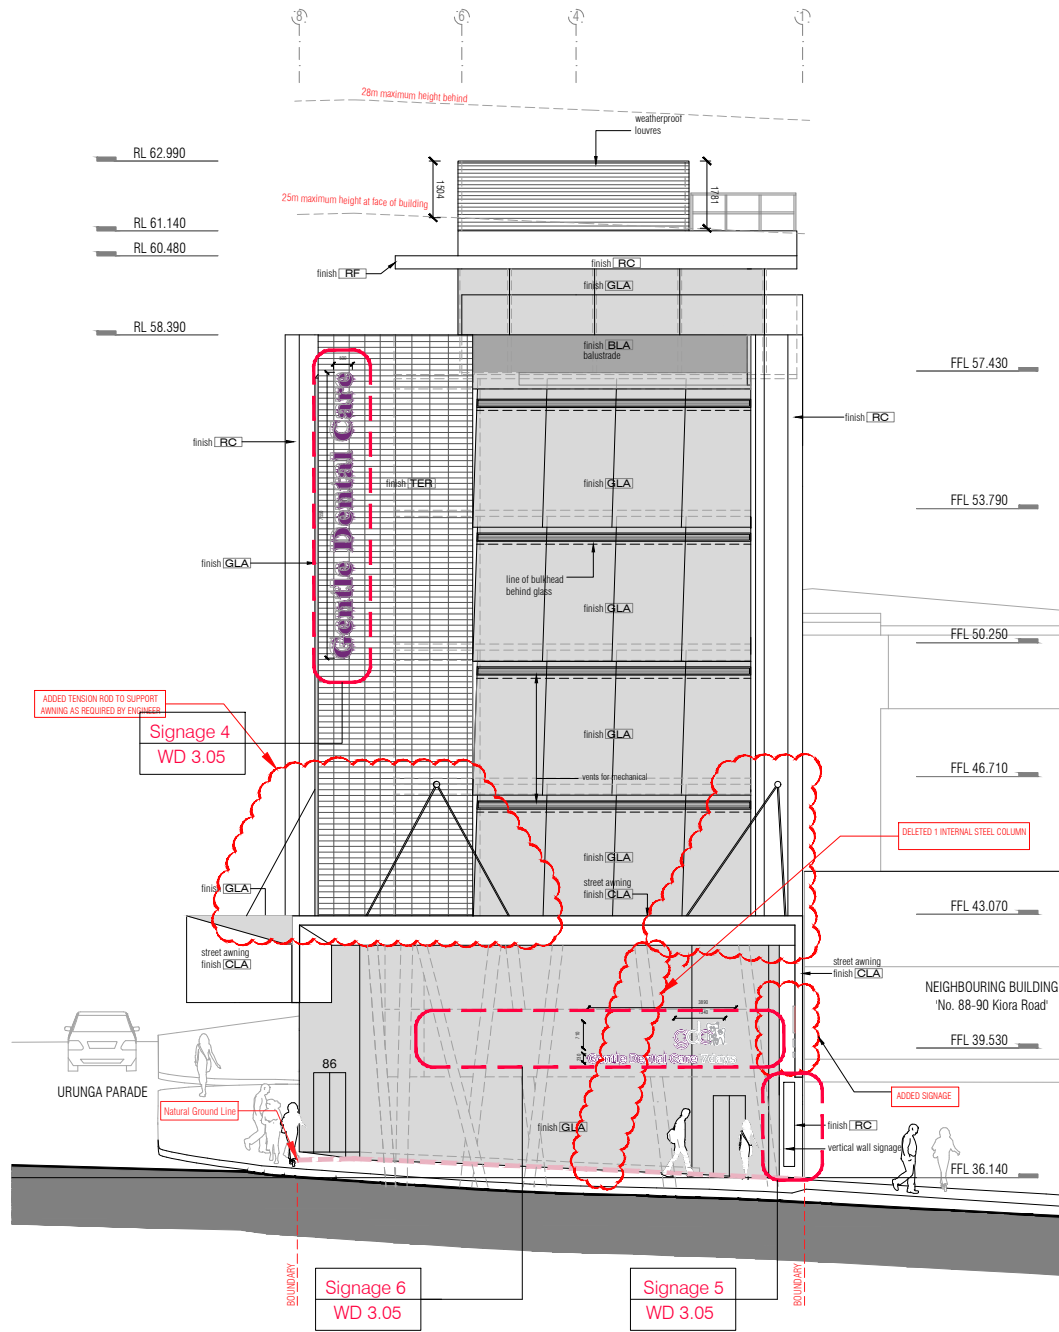 8
6
4
1
28m maximum height behind
weatherproof
louvres
RL 62.990
1504
1781
25m maximum height at face of building
RL 61.140
RL 60.480
finish RC
finish RF
finish GLA
RL 58.390
finish BLA
balustrade
FFL 57.430
Gentle Dental Care
finish RC
finish RC
finish TER
finish GLA
FFL 53.790
finish GLA
line of bulkhead
behind glass
finish GLA
FFL 50.250
ADDED TENSION ROD TO SUPPORT
AWNING AS REQUIRED BY ENGINEER
Signage 4
WD 3.05
finish GLA
vents for mechanical
FFL 46.710
DELETED 1 INTERNAL STEEL COLUMN
finish GLA
finish GLA
street awning
finish CLA
FFL 43.070
street awning
finish CLA
street awning
finish CLA
NEIGHBOURING BUILDING
'No. 88-90 Kiora Road'
Gentle Dental Care 7days
FFL 39.530
86
URUNGA PARADE
ADDED SIGNAGE
Natural Ground Line
finish GLA
finish RC
vertical wall signage
FFL 36.140
BOUNDARY
BOUNDARY
Signage 6
WD 3.05
Signage 5
WD 3.05